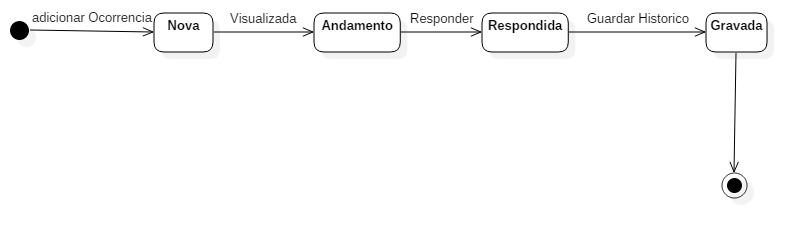 adicionar Ocorrencia
Nova
Visualizada
Andamento
Responder
Respondida
Guardar Historico
Gravada